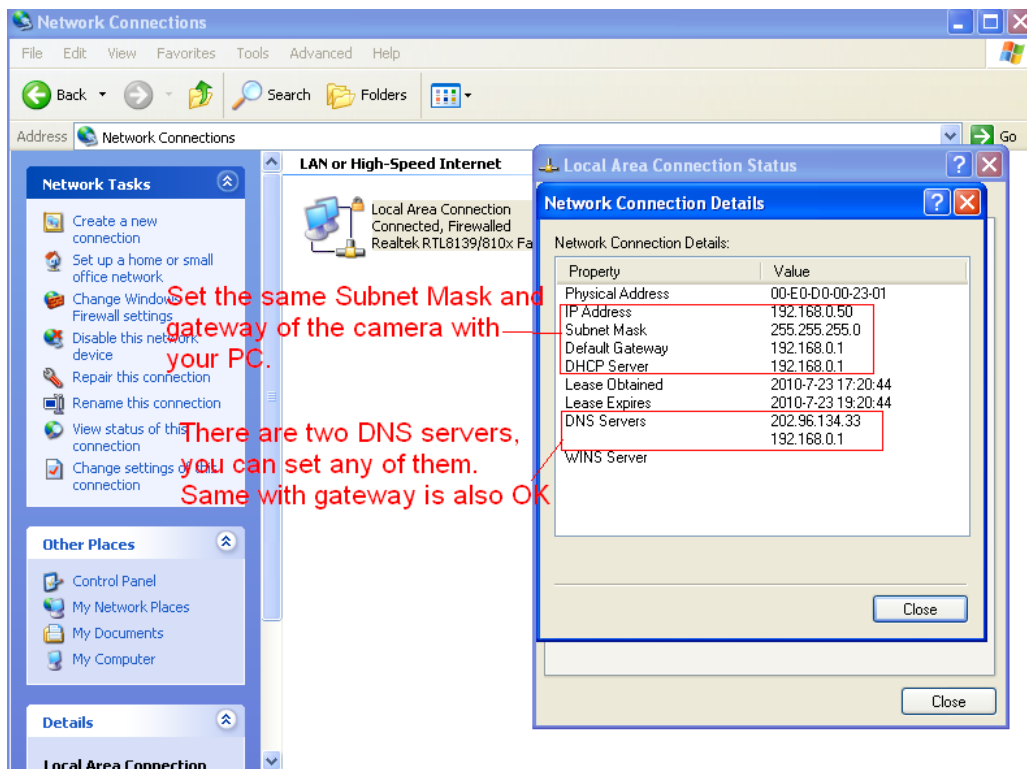 Network Connections
File Edit View Favorites Tools Advanced Help
Back Search Folders
Address Network Connections Go
Network Tasks
Create a new
connection
Set up a home or small
office network
Change Windows
Firewall settings
Disable this network
device
Repair this connection
Rename this connection
View status of this
connection
Change settings of this
connection
Other Places
Control Panel
My Network Places
My Documents
My Computer
Details
Local Area Connection
LAN or High-Speed Internet
Local Area Connection
Connected, Firewalled
Realtek RTL8139/810x Fa
Set the same Subnet Mask and
gateway of the camera with
your PC.
There are two DNS servers,
you can set any of them.
Same with gateway is also OK
Local Area Connection Status
Network Connection Details
Network Connection Details:
Property Value
Physical Address 00-E0-D0-00-23-01
IP Address 192.168.0.50
Subnet Mask 255.255.255.0
Default Gateway 192.168.0.1
DHCP Server 192.168.0.1
Lease Obtained 2010-7-23 17:20:44
Lease Expires 2010-7-23 19:20:44
DNS Servers 202.96.134.33
192.168.0.1
WINS Server
Close
Close